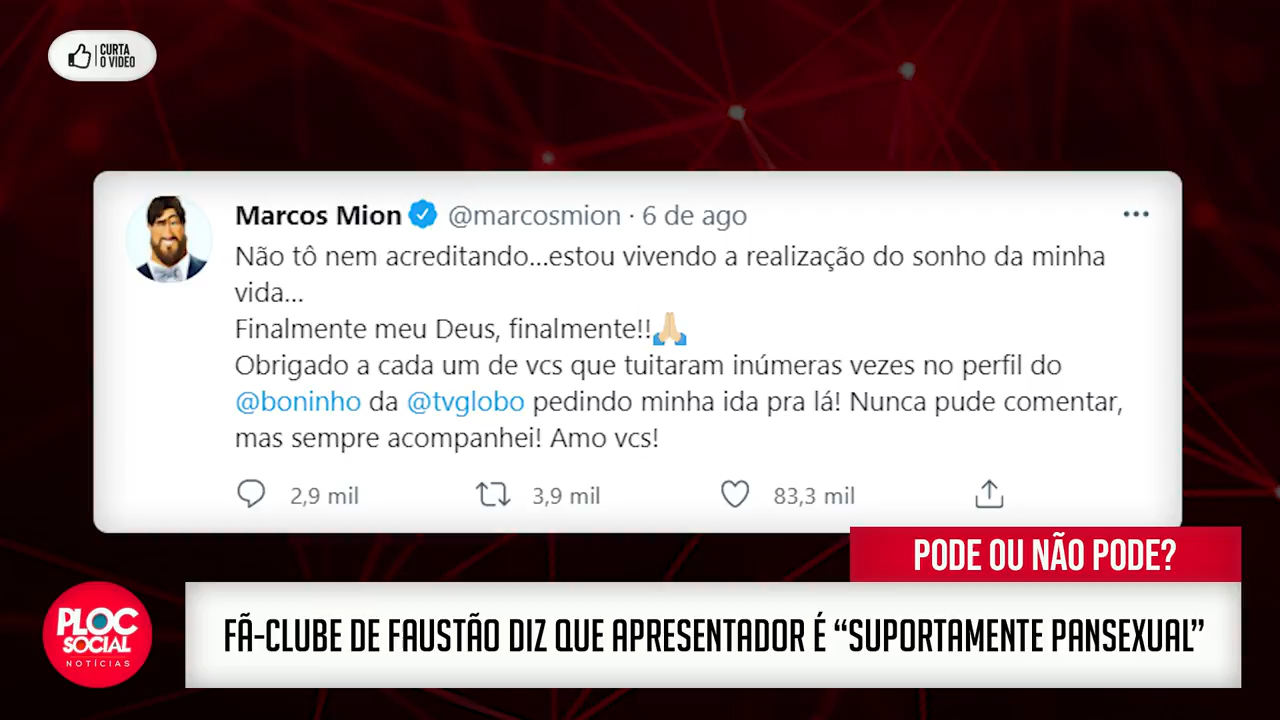 CURTA
O VIDEO
Marcos Mion @marcosmion · 6 de ago
Não tô nem acreditando...estou vivendo a realização do sonho da minha
vida...
Finalmente meu Deus, finalmente!!🙏🏼
Obrigado a cada um de vcs que tuitaram inúmeras vezes no perfil do
@boninho da @tvglobo pedindo minha ida pra lá! Nunca pude comentar,
mas sempre acompanhei! Amo vcs!
2,9 mil 3,9 mil 83,3 mil
PODE OU NÃO PODE?
PLOC
SOCIAL
NOTÍCIAS
FÃ-CLUBE DE FAUSTÃO DIZ QUE APRESENTADOR É “SUPORTAMENTE PANSEXUAL”